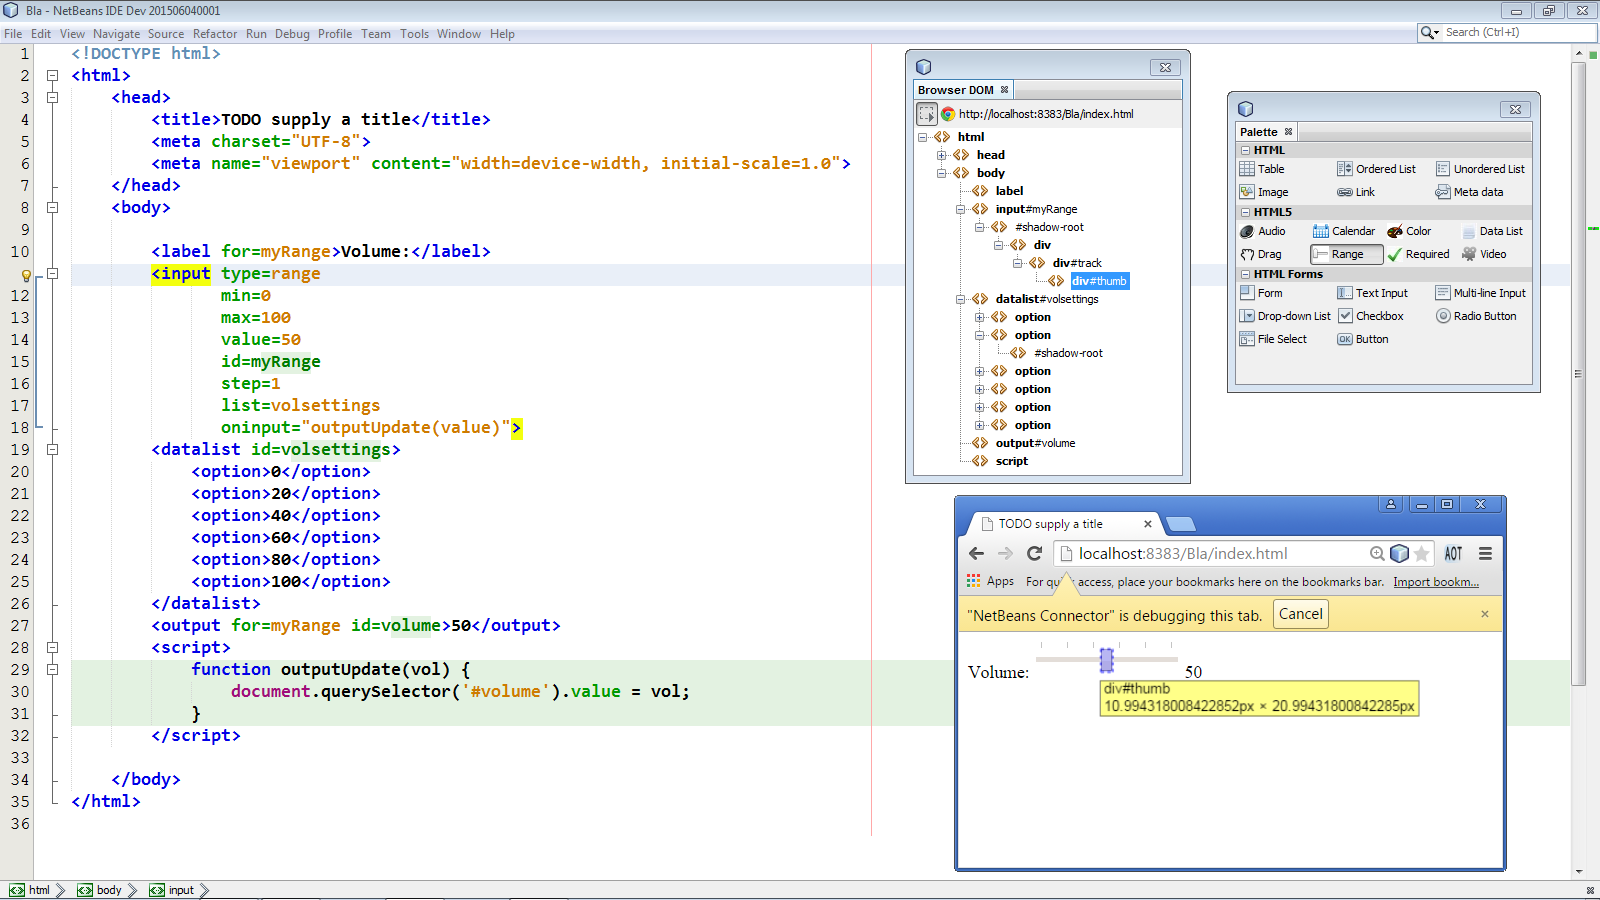 Bla - NetBeans IDE Dev 201506040001
File Edit View Navigate Source Refactor Run Debug Profile Team Tools Window Help
Search (Ctrl+I)
1 <!DOCTYPE html>
2 <html>
3 <head>
4 <title>TODO supply a title</title>
5 <meta charset="UTF-8">
6 <meta name="viewport" content="width=device-width, initial-scale=1.0">
7 </head>
8 <body>
9
10 <label for=myRange>Volume:</label>
<input type=range
12 min=0
13 max=100
14 value=50
15 id=myRange
16 step=1
17 list=volsettings
18 oninput="outputUpdate(value)">
19 <datalist id=volsettings>
20 <option>0</option>
21 <option>20</option>
22 <option>40</option>
23 <option>60</option>
24 <option>80</option>
25 <option>100</option>
26 </datalist>
27 <output for=myRange id=volume>50</output>
28 <script>
29 function outputUpdate(vol) {
30 document.querySelector('#volume').value = vol;
31 }
32 </script>
33
34 </body>
35 </html>
36
Browser DOM
http://localhost:8383/Bla/index.html
html
head
body
label
input#myRange
#shadow-root
div
div#track
div#thumb
datalist#volsettings
option
option
#shadow-root
option
option
option
option
output#volume
script
Palette
HTML
Table Ordered List Unordered List
Image Link Meta data
HTML5
Audio Calendar Color Data List
Drag Range Required Video
HTML Forms
Form Text Input Multi-line Input
Drop-down List Checkbox Radio Button
File Select OK Button
TODO supply a title
localhost:8383/Bla/index.html AOT
Apps For access, place your bookmarks here on the bookmarks bar. Import bookm...
"NetBeans Connector" is debugging this tab. Cancel
Volume: 50
div#thumb
10.994318008422852px × 20.99431800842285px
html body input